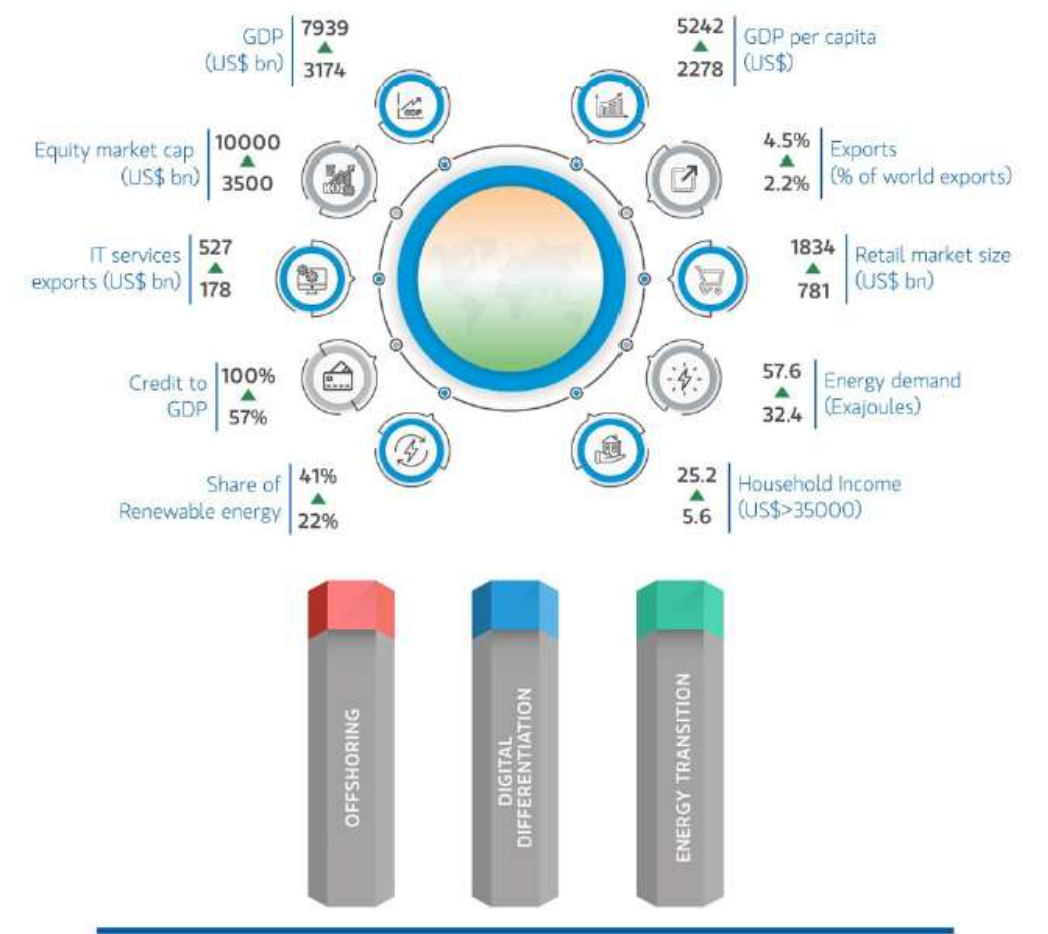 GDP
(US$ bn)
7939
3174
5242
2278
GDP per capita
(US$)
Equity market cap
(US$ bn)
10000
3500
4.5%
2.2%
Exports
(% of world exports)
IT services
exports (US$ bn)
527
178
1834
781
Retail market size
(US$ bn)
Credit to
GDP
100%
57%
57.6
32.4
Energy demand
(Exajoules)
Share of
Renewable energy
41%
22%
25.2
5.6
Household Income
(US$>35000)
GDP
OFFSHORING
DIGITAL
DIFFERENTIATION
ENERGY TRANSITION